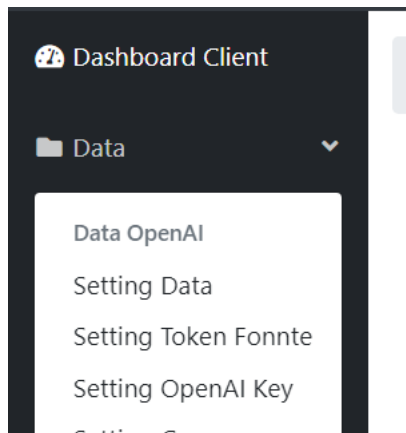 Dashboard Client
Data
Data OpenAI
Setting Data
Setting Token Fonnte
Setting OpenAI Key